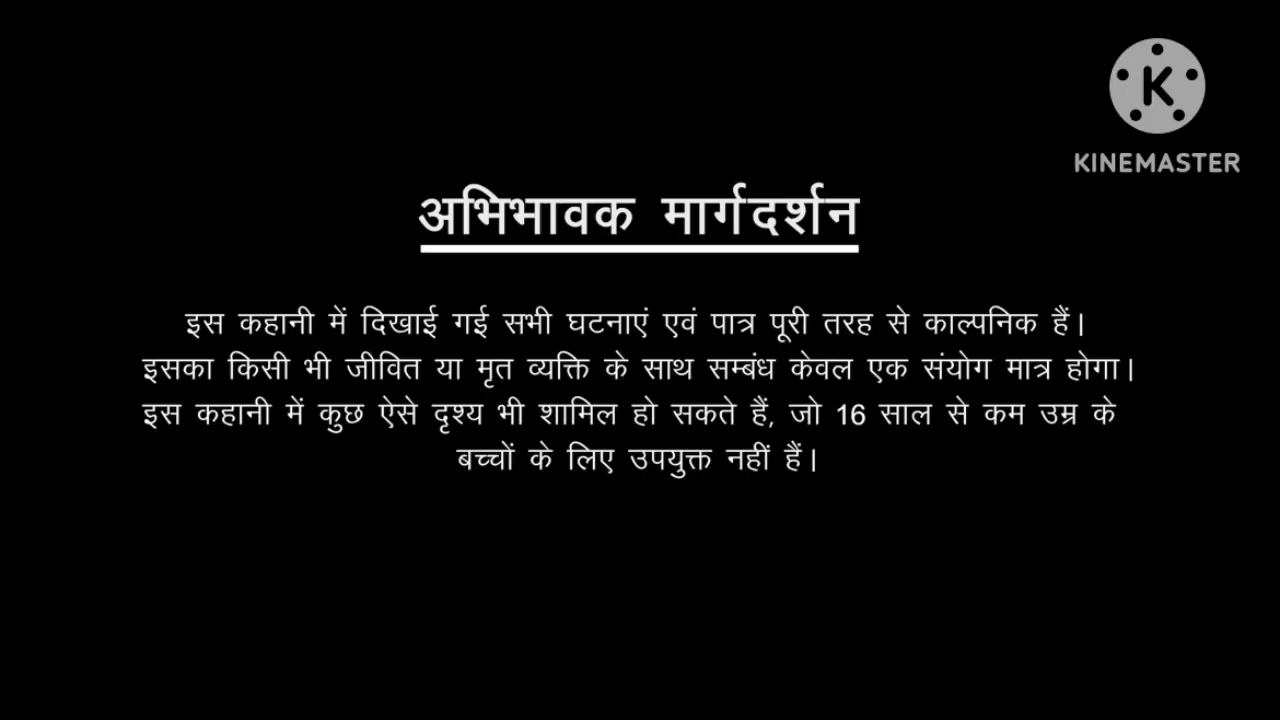 K
KINEMASTER
अभिभावक मार्गदर्शन
इस कहानी में दिखाई गई सभी घटनाएं एवं पात्र पूरी तरह से काल्पनिक हैं।
इसका किसी भी जीवित या मृत व्यक्ति के साथ सम्बंध केवल एक संयोग मात्र होगा।
इस कहानी में कुछ ऐसे दृश्य भी शामिल हो सकते हैं, जो 16 साल से कम उम्र के
बच्चों के लिए उपयुक्त नहीं हैं।